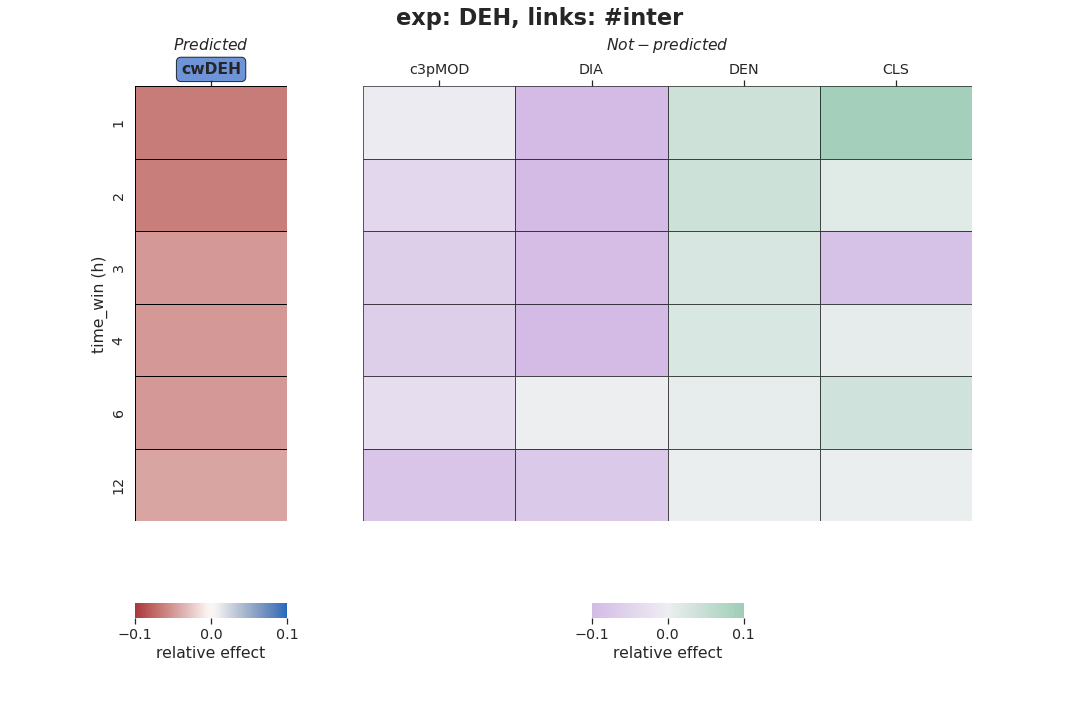 exp: DEH, links: #inter
Predicted
Not − predicted
cwDEH
c3pMOD DIA DEN CLS
time_win (h)
1
2
3
4
6
12
−0.1 0.0 0.1
relative effect
−0.1 0.0 0.1
relative effect